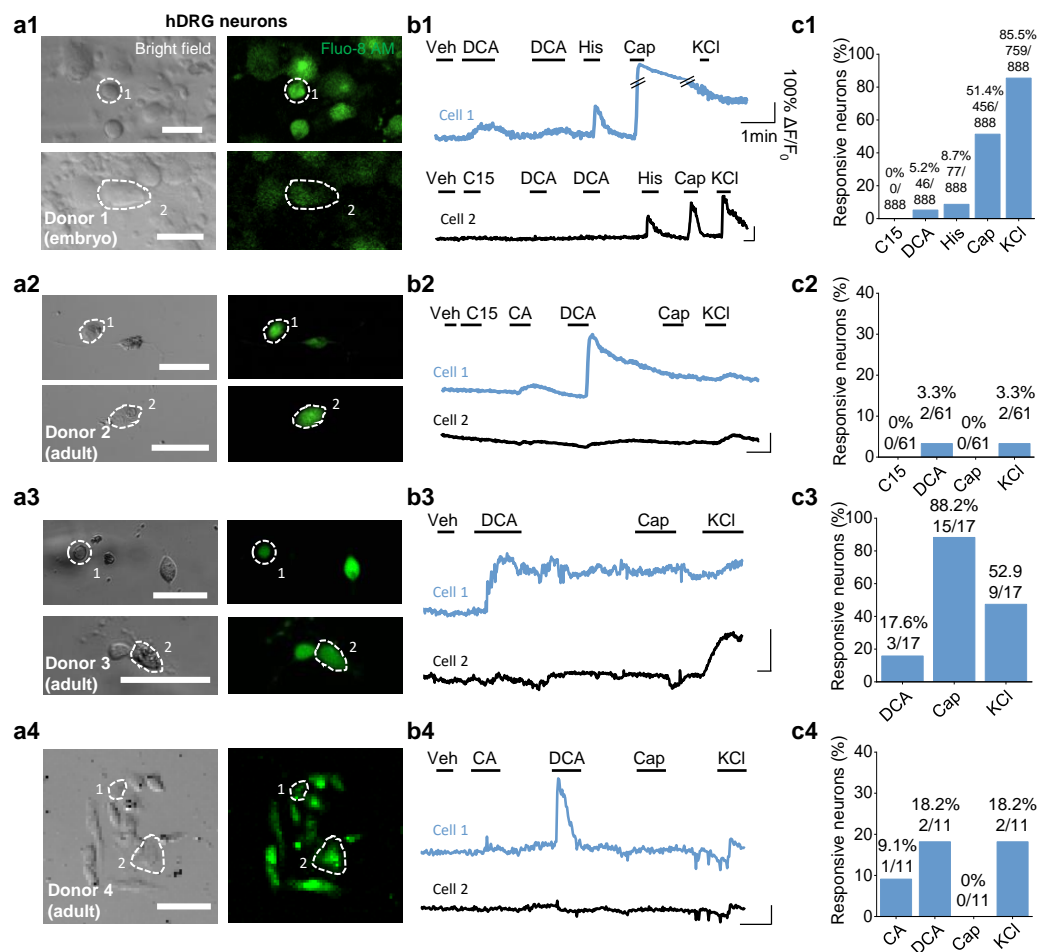 a1
hDRG neurons
Bright field
Fluo-8 AM
1
1
2
2
Donor 1
(embryo)
b1
Veh DCA DCA His Cap KCl
Cell 1
100% ΔF/F0
1min
Veh C15 DCA DCA His Cap KCl
Cell 2
c1
Responsive neurons (%)
100
80
60
40
20
0
0%
0/
888
5.2%
46/
888
8.7%
77/
888
51.4%
456/
888
85.5%
759/
888
C15 DCA His Cap KCl
a2
1
1
2
2
Donor 2
(adult)
b2
Veh C15 CA DCA Cap KCl
Cell 1
Cell 2
c2
Responsive neurons (%)
40
30
20
10
0
0%
0/61
3.3%
2/61
0%
0/61
3.3%
2/61
C15 DCA Cap KCl
a3
1
1
2
2
Donor 3
(adult)
b3
Veh DCA Cap KCl
Cell 1
Cell 2
c3
Responsive neurons (%)
100
80
60
40
20
0
17.6%
3/17
88.2%
15/17
52.9
9/17
DCA Cap KCl
a4
1
1
2
2
Donor 4
(adult)
b4
Veh CA DCA Cap KCl
Cell 1
Cell 2
c4
Responsive neurons (%)
40
30
20
10
0
9.1%
1/11
18.2%
2/11
0%
0/11
18.2%
2/11
CA DCA Cap KCl